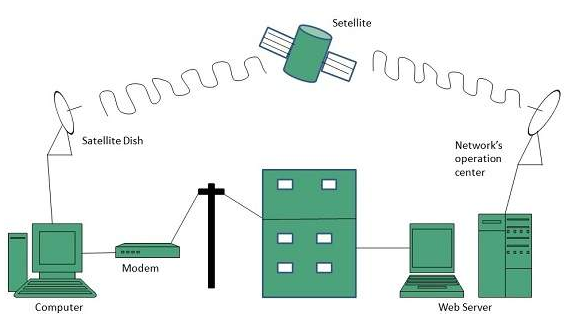 Setellite
Satellite Dish
Network's
operation
center
Modem
Computer
Web Server